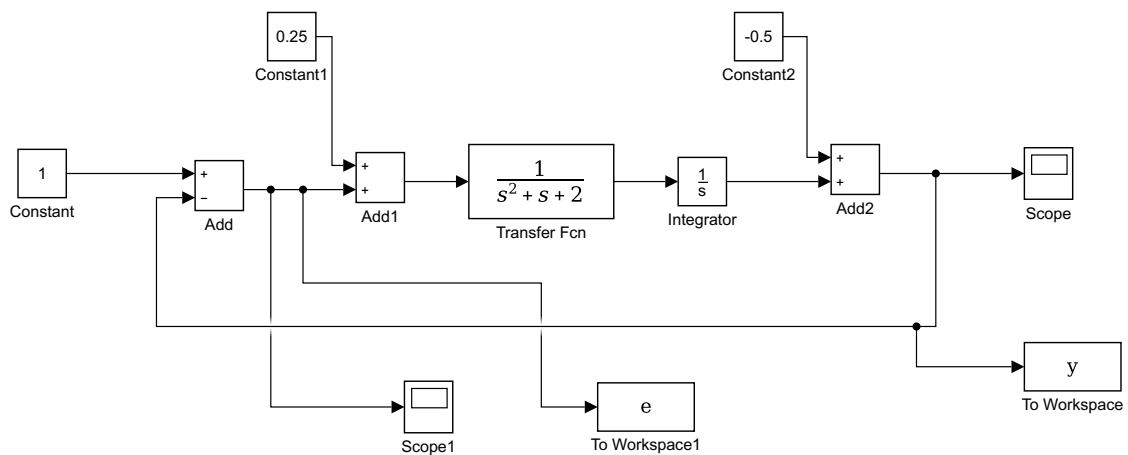 0.25
Constant1
-0.5
Constant2
1
Constant
+
−
Add
+
+
Add1
1
s² + s + 2
Transfer Fcn
1
s
Integrator
+
+
Add2
Scope
y
To Workspace
Scope1
e
To Workspace1